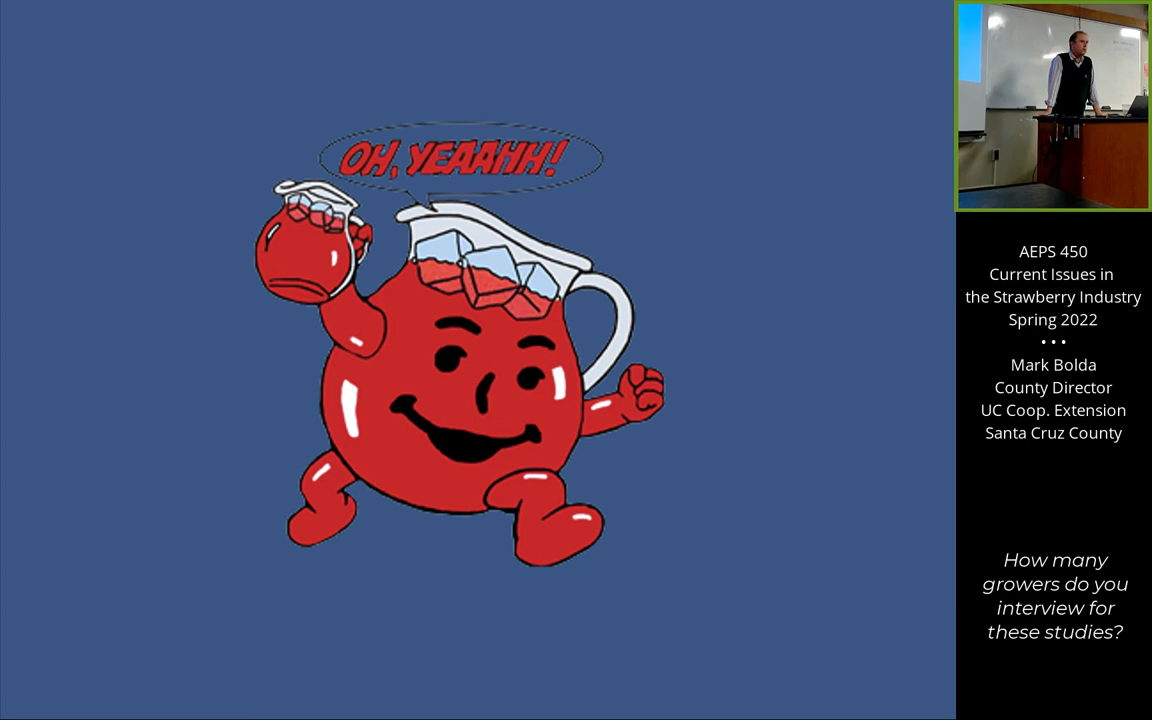 OH, YEAAHH!
AEPS 450
Current Issues in
the Strawberry Industry
Spring 2022
• • •
Mark Bolda
County Director
UC Coop. Extension
Santa Cruz County
How many
growers do you
interview for
these studies?